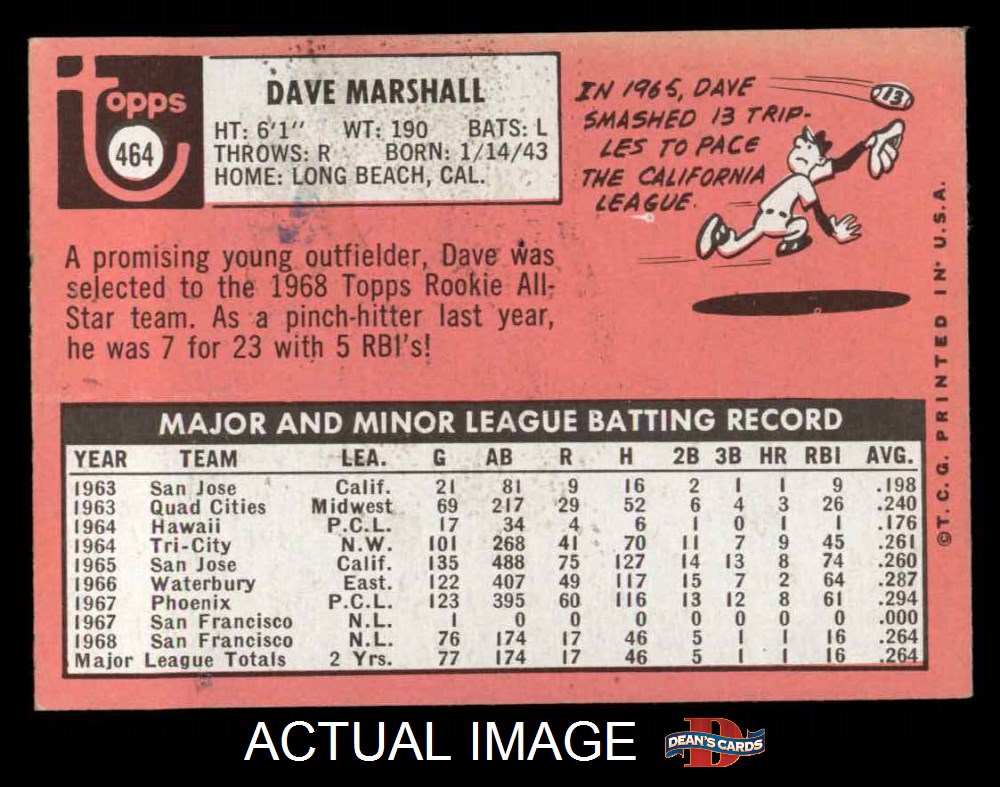 topps
464
DAVE MARSHALL
HT: 6'1" WT: 190 BATS: L
THROWS: R BORN: 1/14/43
HOME: LONG BEACH, CAL.
IN 1965, DAVE
SMASHED 13 TRIP-
LES TO PACE
THE CALIFORNIA
LEAGUE.
13
A promising young outfielder, Dave was
selected to the 1968 Topps Rookie All-
Star team. As a pinch-hitter last year,
he was 7 for 23 with 5 RBI's!
©T. C. G. PRINTED IN U.S.A.
MAJOR AND MINOR LEAGUE BATTING RECORD
YEAR TEAM LEA. G AB R H 2B 3B HR RBI AVG.
1963 San Jose Calif. 21 81 9 16 2 1 1 9 .198
1963 Quad Cities Midwest 69 217 29 52 6 4 3 26 .240
1964 Hawaii P.C.L. 17 34 4 6 1 0 1 1 .176
1964 Tri-City N.W. 101 268 41 70 11 7 9 45 .261
1965 San Jose Calif. 135 488 75 127 14 13 8 74 .260
1966 Waterbury East. 122 407 49 117 15 7 2 64 .287
1967 Phoenix P.C.L. 123 395 60 116 13 12 8 61 .294
1967 San Francisco N.L. 1 0 0 0 0 0 0 0 .000
1968 San Francisco N.L. 76 174 17 46 5 1 1 16 .264
Major League Totals 2 Yrs. 77 174 17 46 5 1 1 16 .264
ACTUAL IMAGE
DEAN'S CARDS